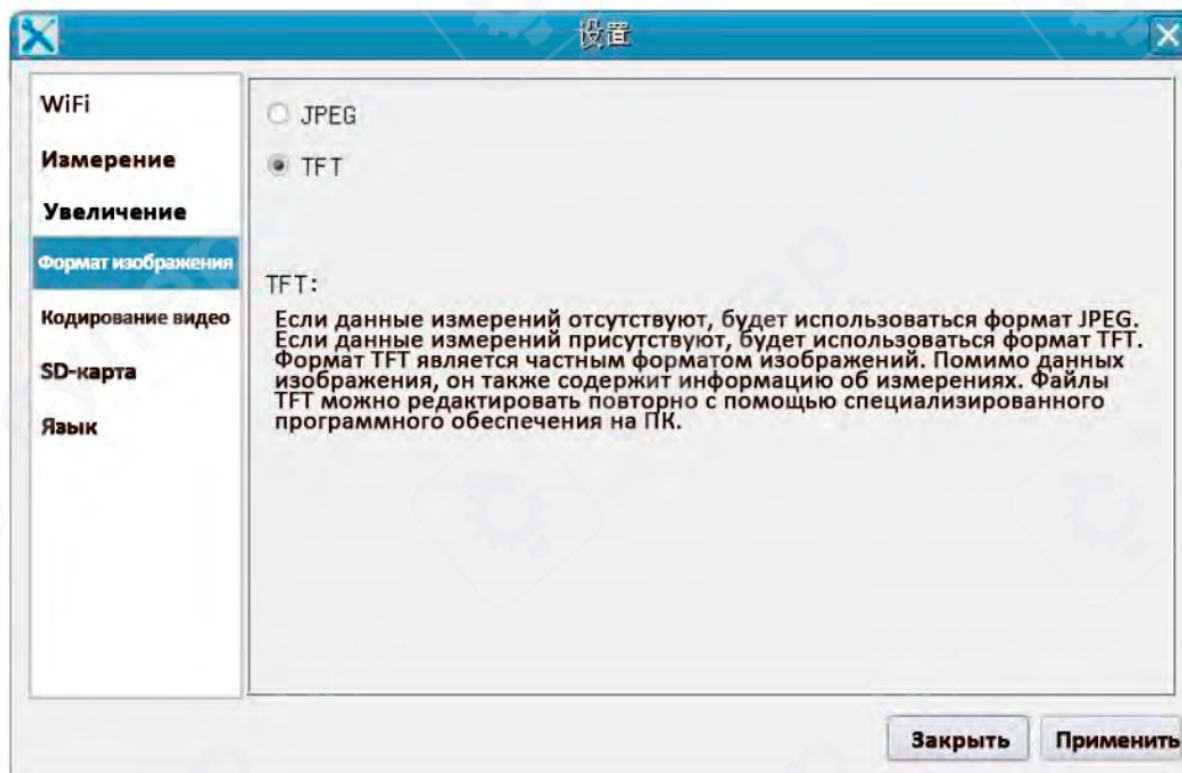 设置
WiFi
Измерение
Увеличение
Формат изображения
Кодирование видео
SD-карта
Язык
JPEG
TFT
TFT:
Если данные измерений отсутствуют, будет использоваться формат JPEG.
Если данные измерений присутствуют, будет использоваться формат TFT.
Формат TFT является частным форматом изображений. Помимо данных
изображения, он также содержит информацию об измерениях. Файлы
TFT можно редактировать повторно с помощью специализированного
программного обеспечения на ПК.
Закрыть
Применить